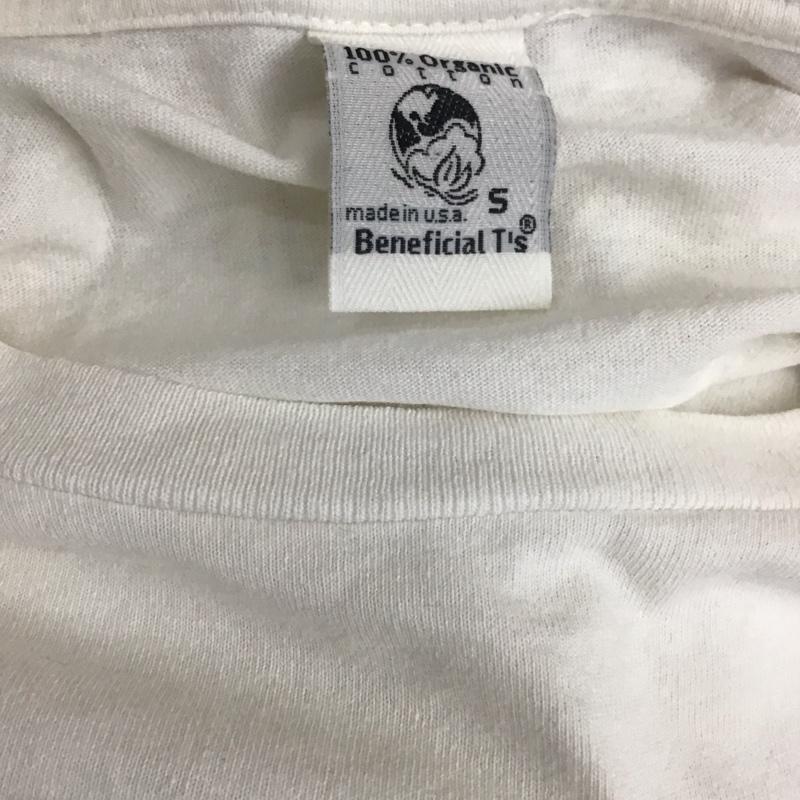 100% Organic
cotton
S
made in u.s.a.
Beneficial T's®